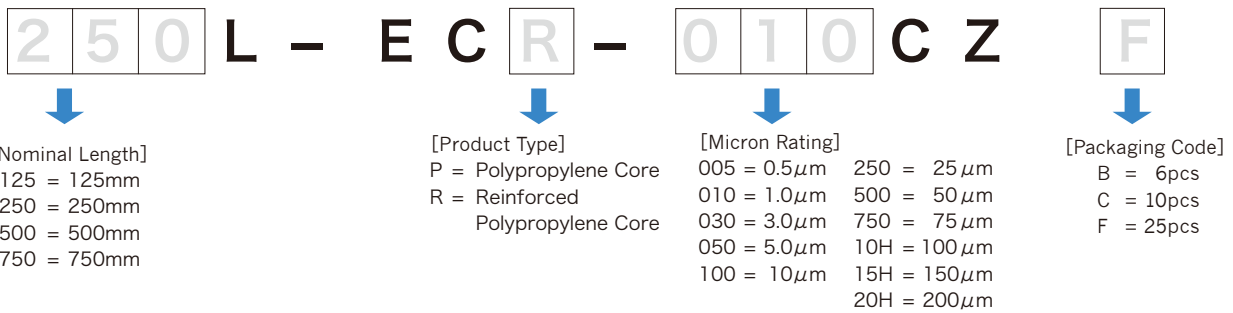 250L – ECR – 010CZ F
Nominal Length]
125 = 125mm
250 = 250mm
500 = 500mm
750 = 750mm
[Product Type]
P = Polypropylene Core
R = Reinforced
Polypropylene Core
[Micron Rating]
005 = 0.5μm 250 = 25μm
010 = 1.0μm 500 = 50μm
030 = 3.0μm 750 = 75μm
050 = 5.0μm 10H = 100μm
100 = 10μm 15H = 150μm
20H = 200μm
[Packaging Code]
B = 6pcs
C = 10pcs
F = 25pcs